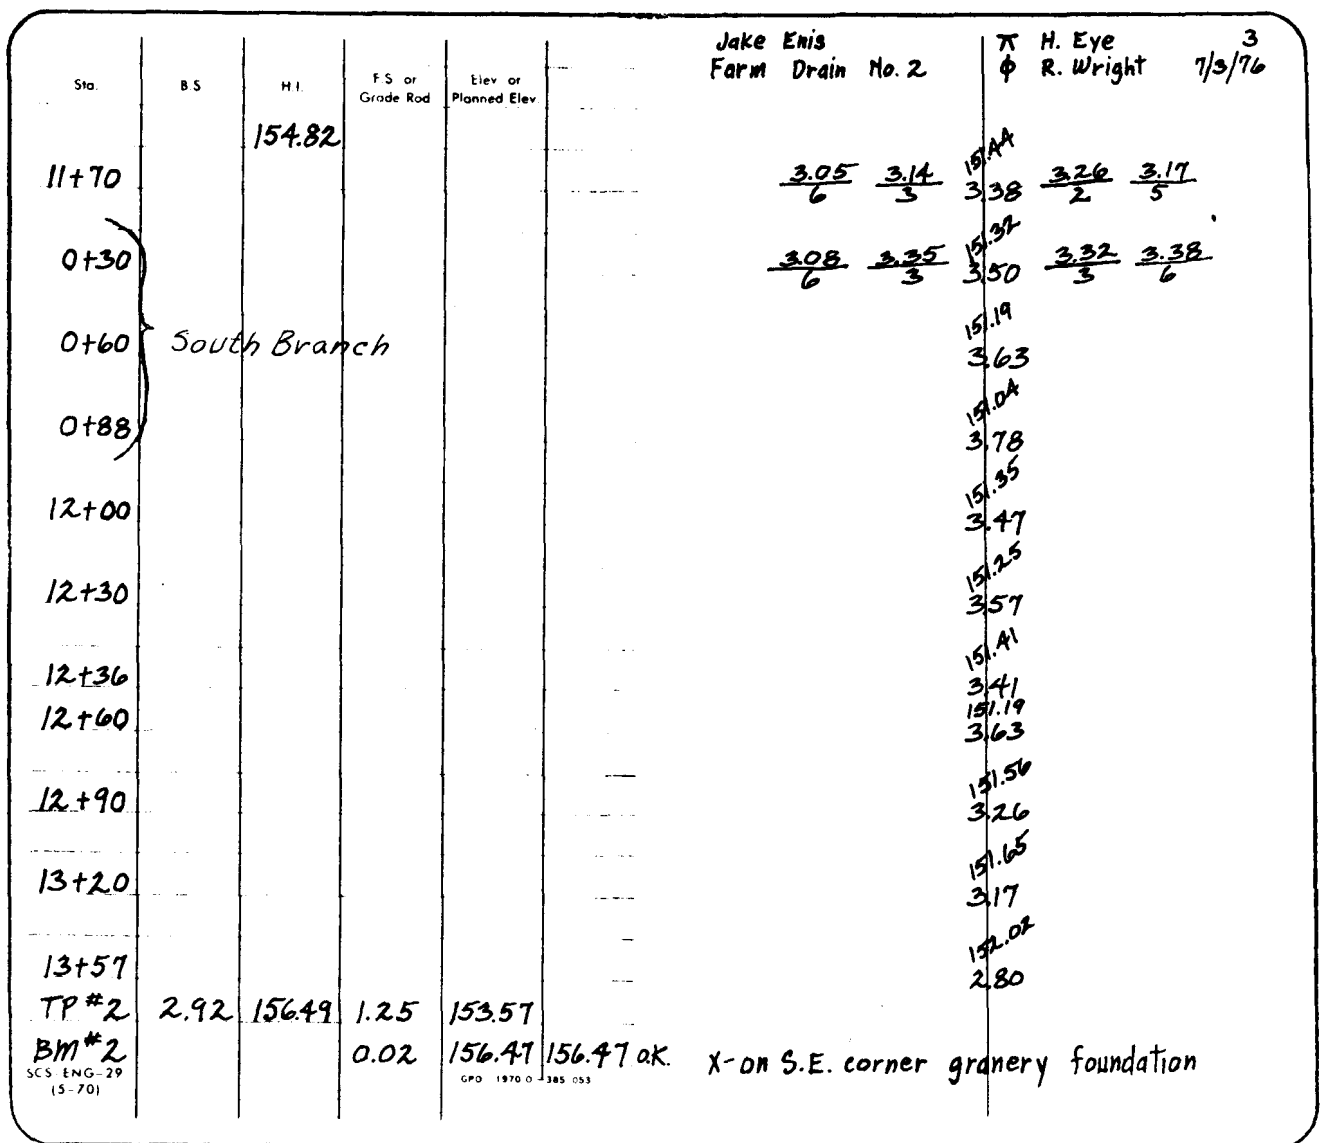 Jake Enis π H. Eye 3
Farm Drain No. 2 ϕ R. Wright 7/3/76
Sta. B.S H.I. F.S or Grade Rod Elev or Planned Elev.
154.82
151.44
11+70 3.05/6 3.14/3 3.38 3.26/2 3.17/5
151.32
0+30 3.08/6 3.35/3 3.50 3.32/3 3.38/6
151.19
0+60 South Branch 3.63
151.04
0+88 3.78
151.35
12+00 3.47
151.25
12+30 3.57
151.41
12+36 3.41
151.19
12+60 3.63
151.56
12+90 3.26
151.65
13+20 3.17
152.02
13+57 2.80
TP #2 2.92 156.49 1.25 153.57
BM #2 0.02 156.47 156.47 O.K. X-on S.E. corner granery foundation
SCS-ENG-29
(5-70)
GPO 1970 O-385 053